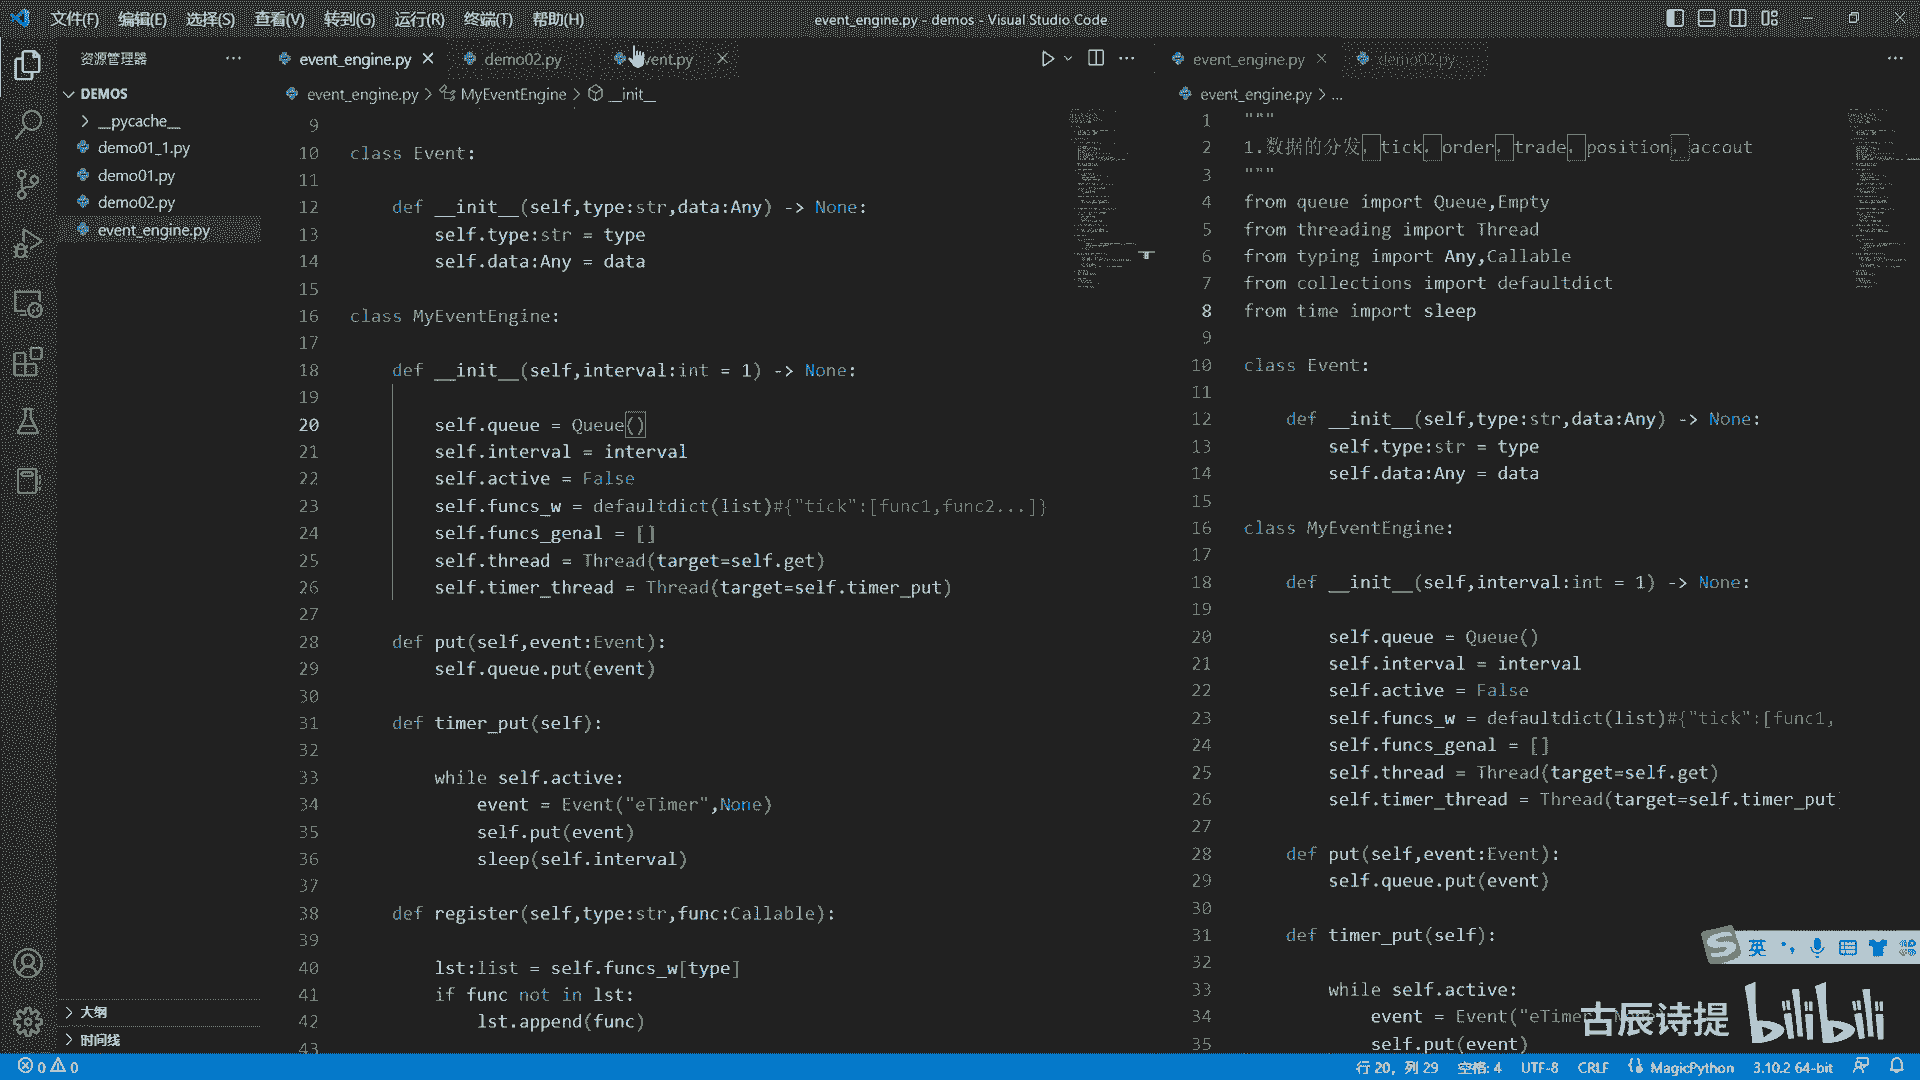 文件(F) 编辑(E) 选择(S) 查看(V) 转到(G) 运行(R) 终端(T) 帮助(H)
event_engine.py - demos - Visual Studio Code
资源管理器
DEMOS
__pycache__
demo01_1.py
demo01.py
demo02.py
event_engine.py
大纲
时间线
event_engine.py
demo02.py
event_engine.py > MyEventEngine > __init__
9
10 class Event:
11
12 def __init__(self,type:str,data:Any) -> None:
13 self.type:str = type
14 self.data:Any = data
15
16 class MyEventEngine:
17
18 def __init__(self,interval:int = 1) -> None:
19
20 self.queue = Queue()
21 self.interval = interval
22 self.active = False
23 self.funcs_w = defaultdict(list)#{"tick":[func1,func2...]}
24 self.funcs_genal = []
25 self.thread = Thread(target=self.get)
26 self.timer_thread = Thread(target=self.timer_put)
27
28 def put(self,event:Event):
29 self.queue.put(event)
30
31 def timer_put(self):
32
33 while self.active:
34 event = Event("eTimer",None)
35 self.put(event)
36 sleep(self.interval)
37
38 def register(self,type:str,func:Callable):
39
40 lst:list = self.funcs_w[type]
41 if func not in lst:
42 lst.append(func)
43
event_engine.py
demo02.py
event_engine.py > ...
1 """
2 1.数据的分发，tick，order，trade，position，accout
3 """
4 from queue import Queue,Empty
5 from threading import Thread
6 from typing import Any,Callable
7 from collections import defaultdict
8 from time import sleep
9
10 class Event:
11
12 def __init__(self,type:str,data:Any) -> None:
13 self.type:str = type
14 self.data:Any = data
15
16 class MyEventEngine:
17
18 def __init__(self,interval:int = 1) -> None:
19
20 self.queue = Queue()
21 self.interval = interval
22 self.active = False
23 self.funcs_w = defaultdict(list)#{"tick":[func1,
24 self.funcs_genal = []
25 self.thread = Thread(target=self.get)
26 self.timer_thread = Thread(target=self.timer_put
27
28 def put(self,event:Event):
29 self.queue.put(event)
30
31 def timer_put(self):
32
33 while self.active:
34 event = Event("eTimer
35 self.put(event)
英
古辰诗提 bilibili
0 0
行 20，列 29 空格: 4 UTF-8 CRLF MagicPython 3.10.2 64-bit